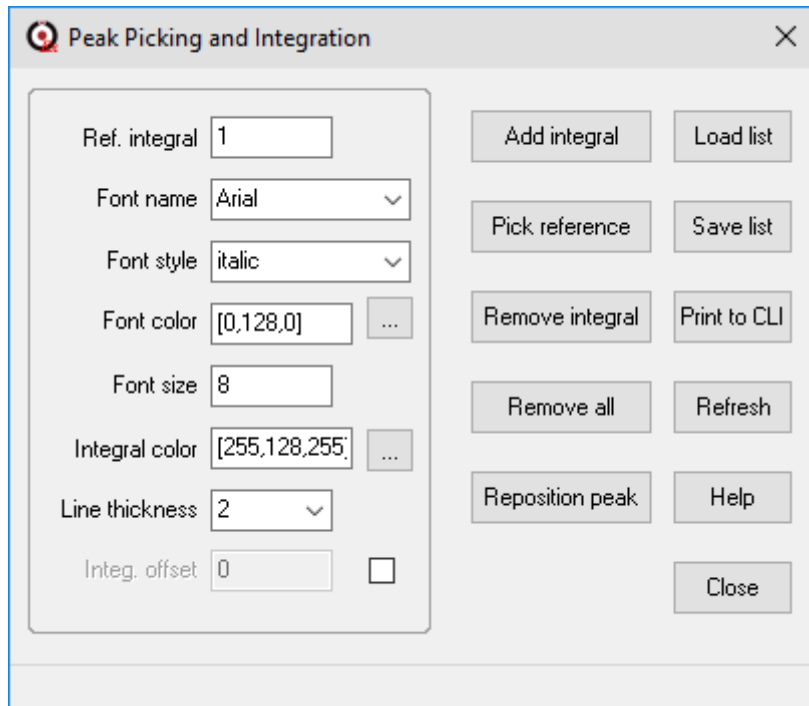 Peak Picking and Integration
Ref. integral 1
Font name Arial
Font style italic
Font color [0,128,0] ...
Font size 8
Integral color [255,128,255] ...
Line thickness 2
Integ. offset 0
Add integral Load list
Pick reference Save list
Remove integral Print to CLI
Remove all Refresh
Reposition peak Help
Close